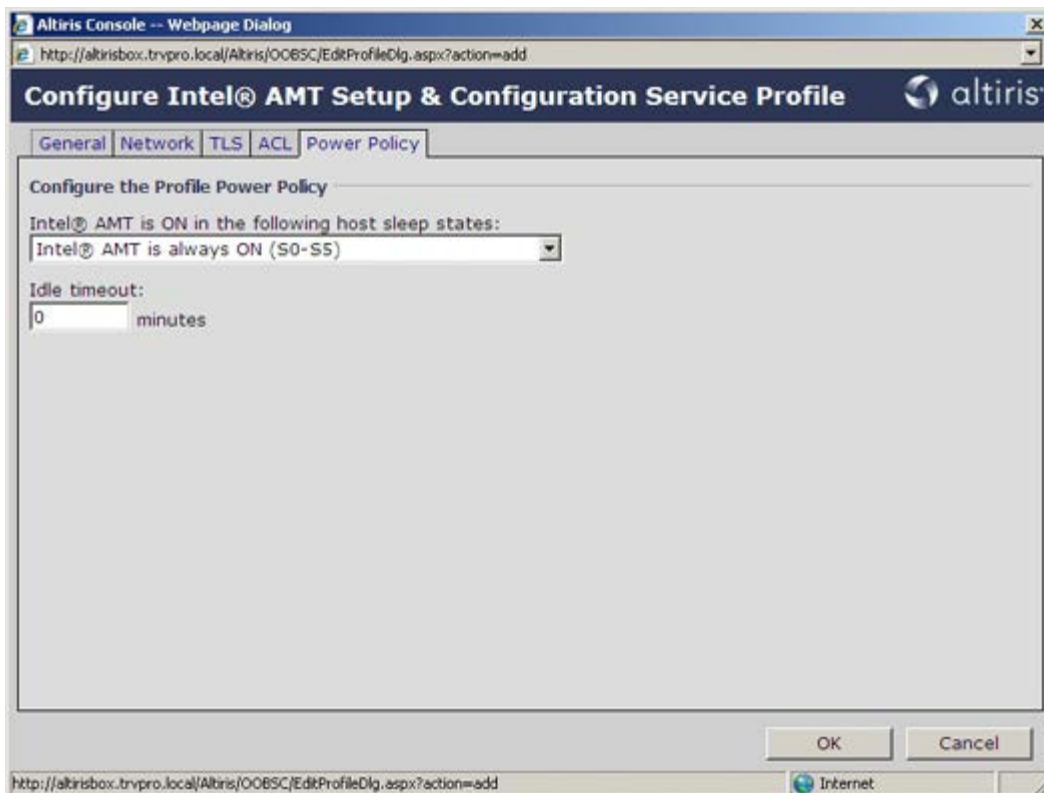 Altiris Console -- Webpage Dialog
http://altirisbox.trvpro.local/Altiris/OOBSC/EditProfileDlg.aspx?action=add
Configure Intel® AMT Setup & Configuration Service Profile
altiris
General Network TLS ACL Power Policy
Configure the Profile Power Policy
Intel® AMT is ON in the following host sleep states:
Intel® AMT is always ON (S0-S5)
Idle timeout:
0 minutes
OK Cancel
http://altirisbox.trvpro.local/Altiris/OOBSC/EditProfileDlg.aspx?action=add Internet